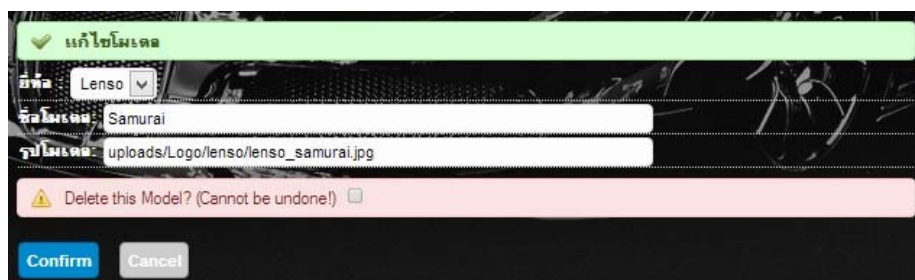 แก้ไขโมเดล
ยี่ห้อ : Lenso
ชื่อโมเดล: Samurai
รูปโมเดล: uploads/Logo/lenso/lenso_samurai.jpg
Delete this Model? (Cannot be undone!)
Confirm Cancel